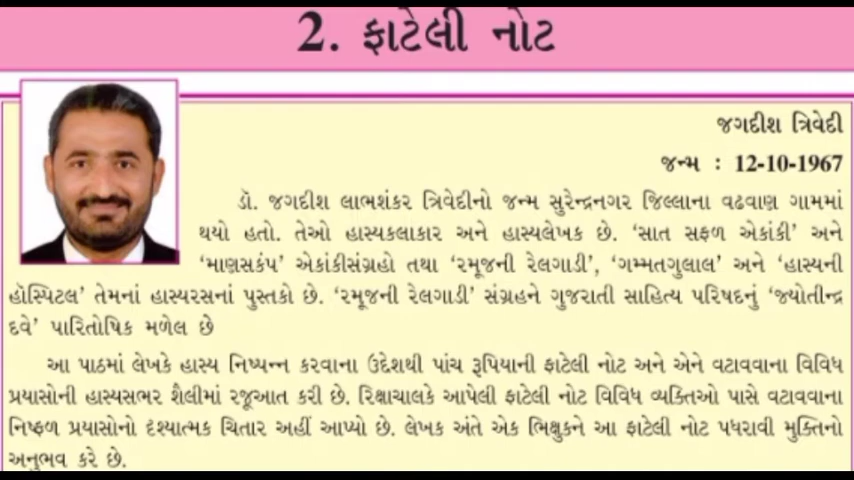 2. ફાટેલી નોટ
જગદીશ ત્રિવેદી
જન્મ : 12-10-1967
ડૉ. જગદીશ લાભશંકર ત્રિવેદીનો જન્મ સુરેન્દ્રનગર જિલ્લાના વઢવાણ ગામમાં
થયો હતો. તેઓ હાસ્યકલાકાર અને હાસ્યલેખક છે. ‘સાત સફળ એકાંકી’ અને
‘માણસકંપ’ એકાંકીસંગ્રહો તથા ‘રમૂજની રેલગાડી’, ‘ગમ્મતગુલાલ’ અને ‘હાસ્યની
હૉસ્પિટલ’ તેમનાં હાસ્યરસનાં પુસ્તકો છે. ‘રમૂજની રેલગાડી’ સંગ્રહને ગુજરાતી સાહિત્ય પરિષદનું ‘જ્યોતીન્દ્ર
દવે’ પારિતોષિક મળેલ છે
આ પાઠમાં લેખકે હાસ્ય નિષ્પન્ન કરવાના ઉદેશથી પાંચ રૂપિયાની ફાટેલી નોટ અને એને વટાવવાના વિવિધ
પ્રયાસોની હાસ્યસભર શૈલીમાં રજૂઆત કરી છે. રિક્ષાચાલકે આપેલી ફાટેલી નોટ વિવિધ વ્યક્તિઓ પાસે વટાવવાના
નિષ્ફળ પ્રયાસોનો દૃશ્યાત્મક ચિતાર અહીં આપ્યો છે. લેખક અંતે એક ભિક્ષુકને આ ફાટેલી નોટ પધરાવી મુક્તિનો
અનુભવ કરે છે.